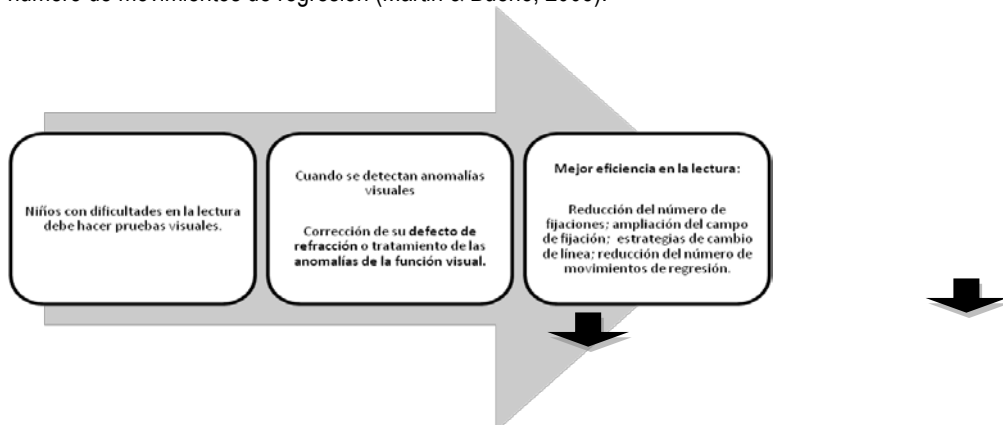 número de movimientos de regresión (Martín & Bueno, 2003).
Niños con dificultades en la lectura
debe hacer pruebas visuales.
Cuando se detectan anomalías
visuales
Corrección de su defecto de
refracción o tratamiento de las
anomalías de la función visual.
Mejor eficiencia en la lectura:
Reducción del número de
fijaciones; ampliación del campo
de fijación; estrategias de cambio
de línea; reducción del número de
movimientos de regresión.